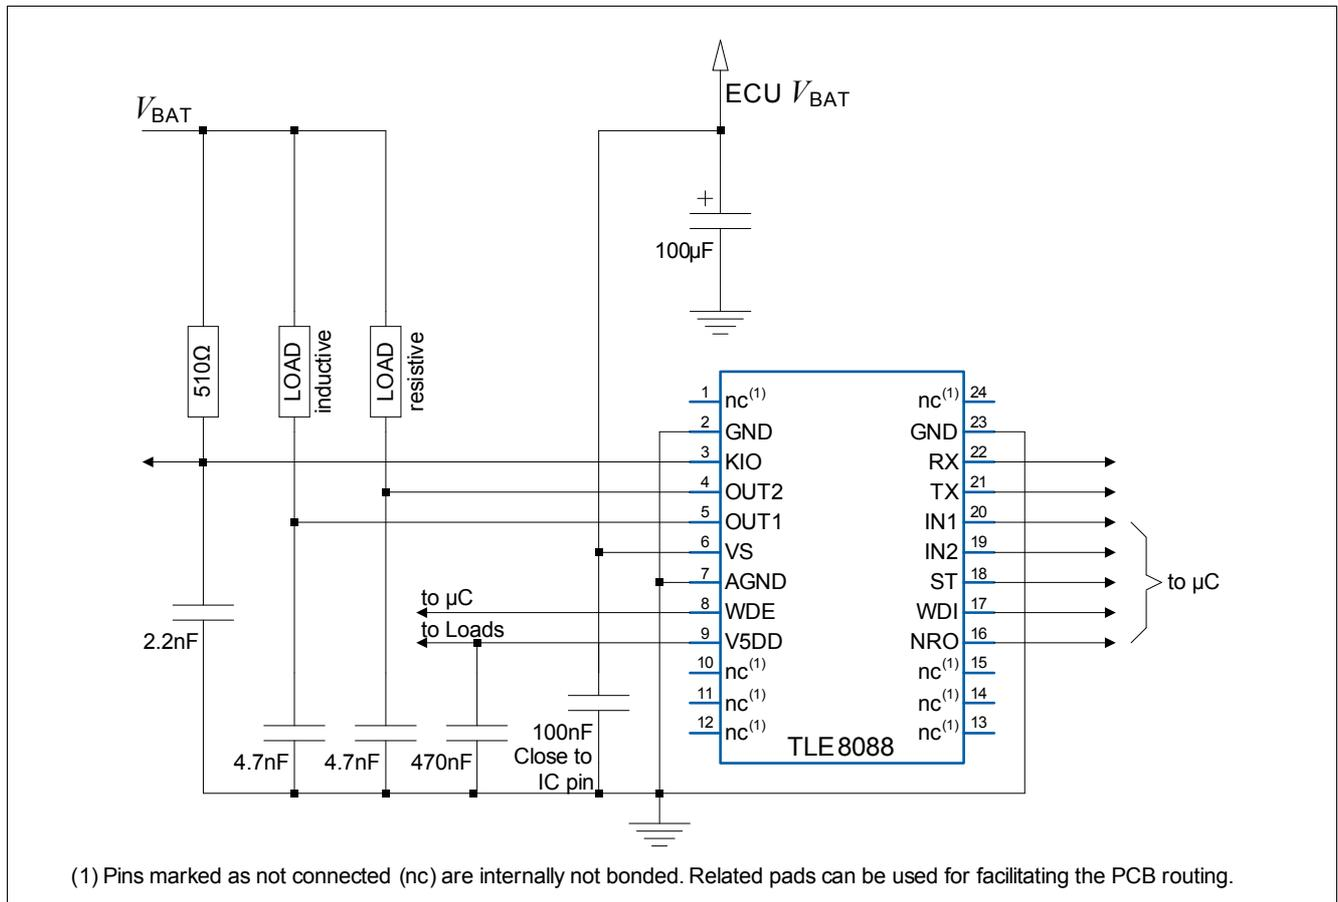 V BAT
ECU V BAT
+
100µF
510Ω
LOAD
inductive
LOAD
resistive
1
nc(1)
2
GND
3
KIO
4
OUT2
5
OUT1
6
VS
7
AGND
8
WDE
9
V5DD
10
nc(1)
11
nc(1)
12
nc(1)
nc(1)
24
GND
23
RX
22
TX
21
IN1
20
IN2
19
ST
18
WDI
17
NRO
16
nc(1)
15
nc(1)
14
nc(1)
13
TLE8088
to µC
to µC
to Loads
2.2nF
4.7nF
4.7nF
470nF
100nF
Close to
IC pin
(1) Pins marked as not connected (nc) are internally not bonded. Related pads can be used for facilitating the PCB routing.